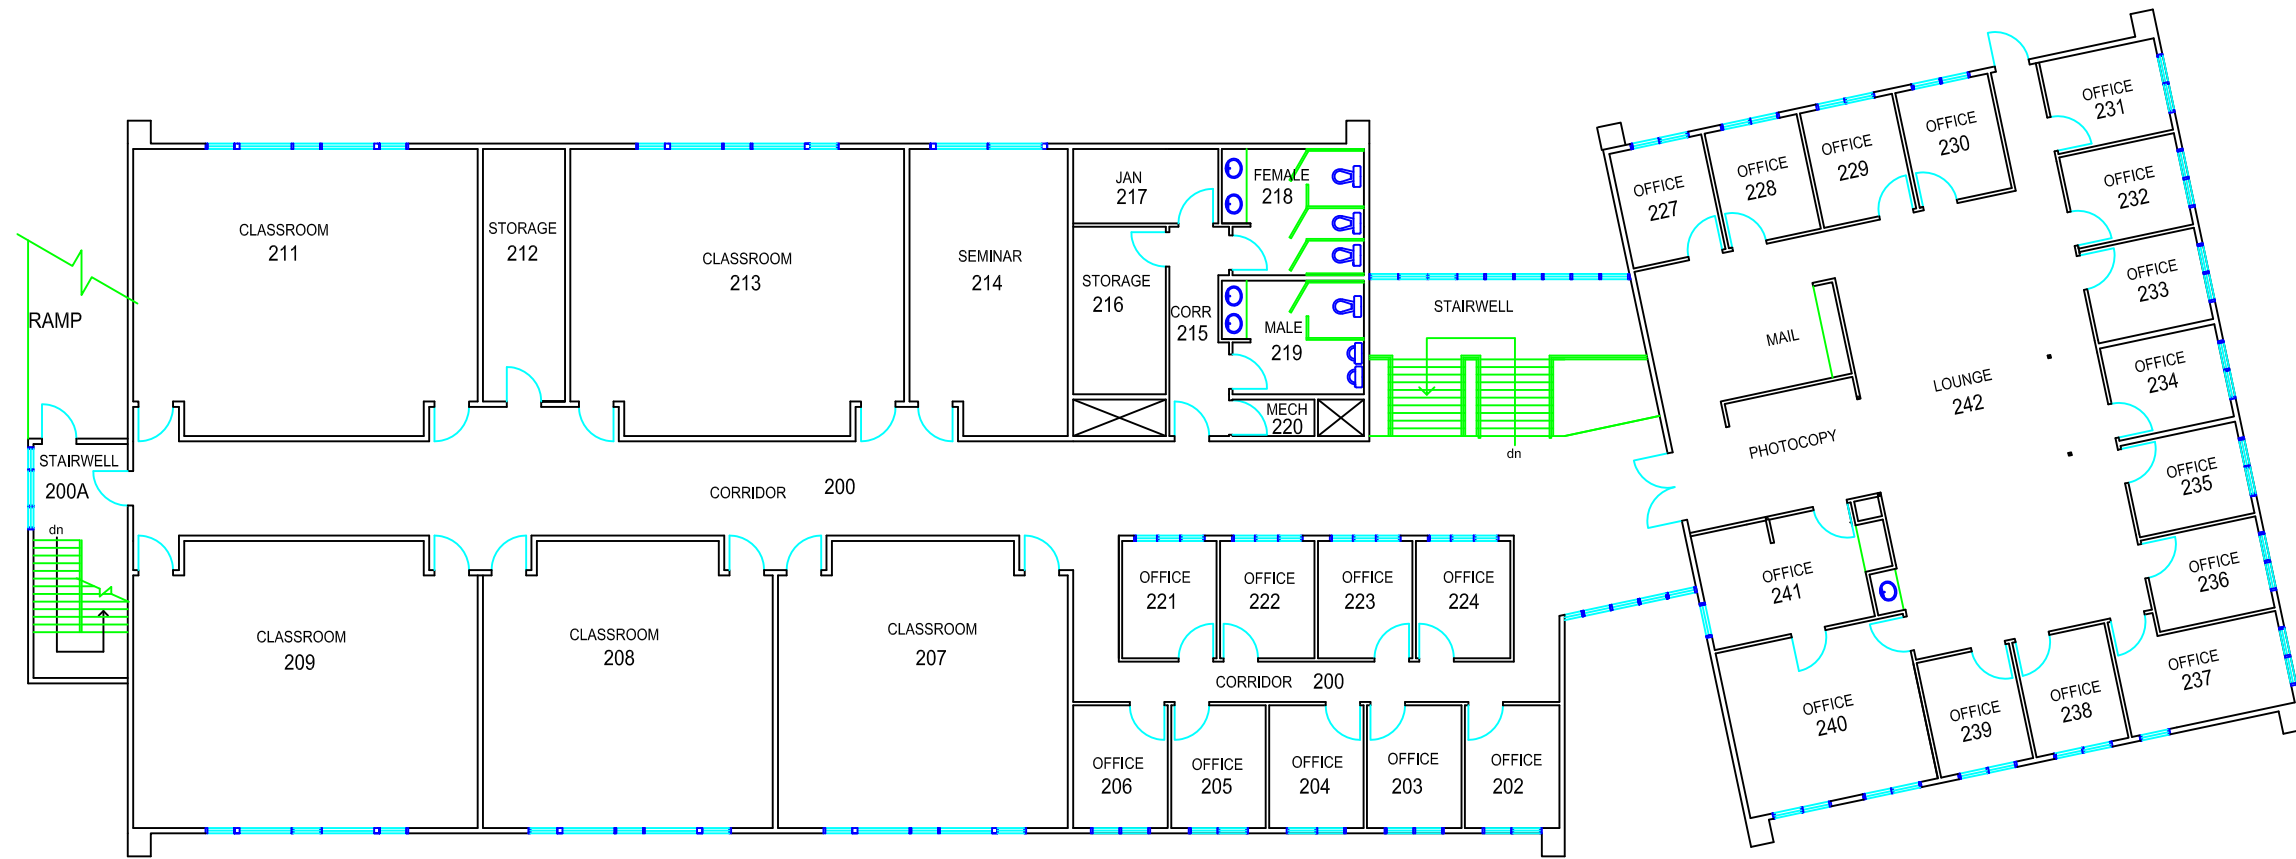 CLASSROOM
211
STORAGE
212
CLASSROOM
213
SEMINAR
214
JAN
217
FEMALE
218
STORAGE
216
CORR
215
MALE
219
MECH
220
RAMP
STAIRWELL
200A
dn
STAIRWELL
dn
CORRIDOR
200
CLASSROOM
209
CLASSROOM
208
CLASSROOM
207
OFFICE
221
OFFICE
222
OFFICE
223
OFFICE
224
CORRIDOR
200
OFFICE
206
OFFICE
205
OFFICE
204
OFFICE
203
OFFICE
202
OFFICE
227
OFFICE
228
OFFICE
229
OFFICE
230
OFFICE
231
OFFICE
232
OFFICE
233
OFFICE
234
OFFICE
235
OFFICE
236
OFFICE
237
OFFICE
238
OFFICE
239
OFFICE
240
OFFICE
241
MAIL
LOUNGE
242
PHOTOCOPY